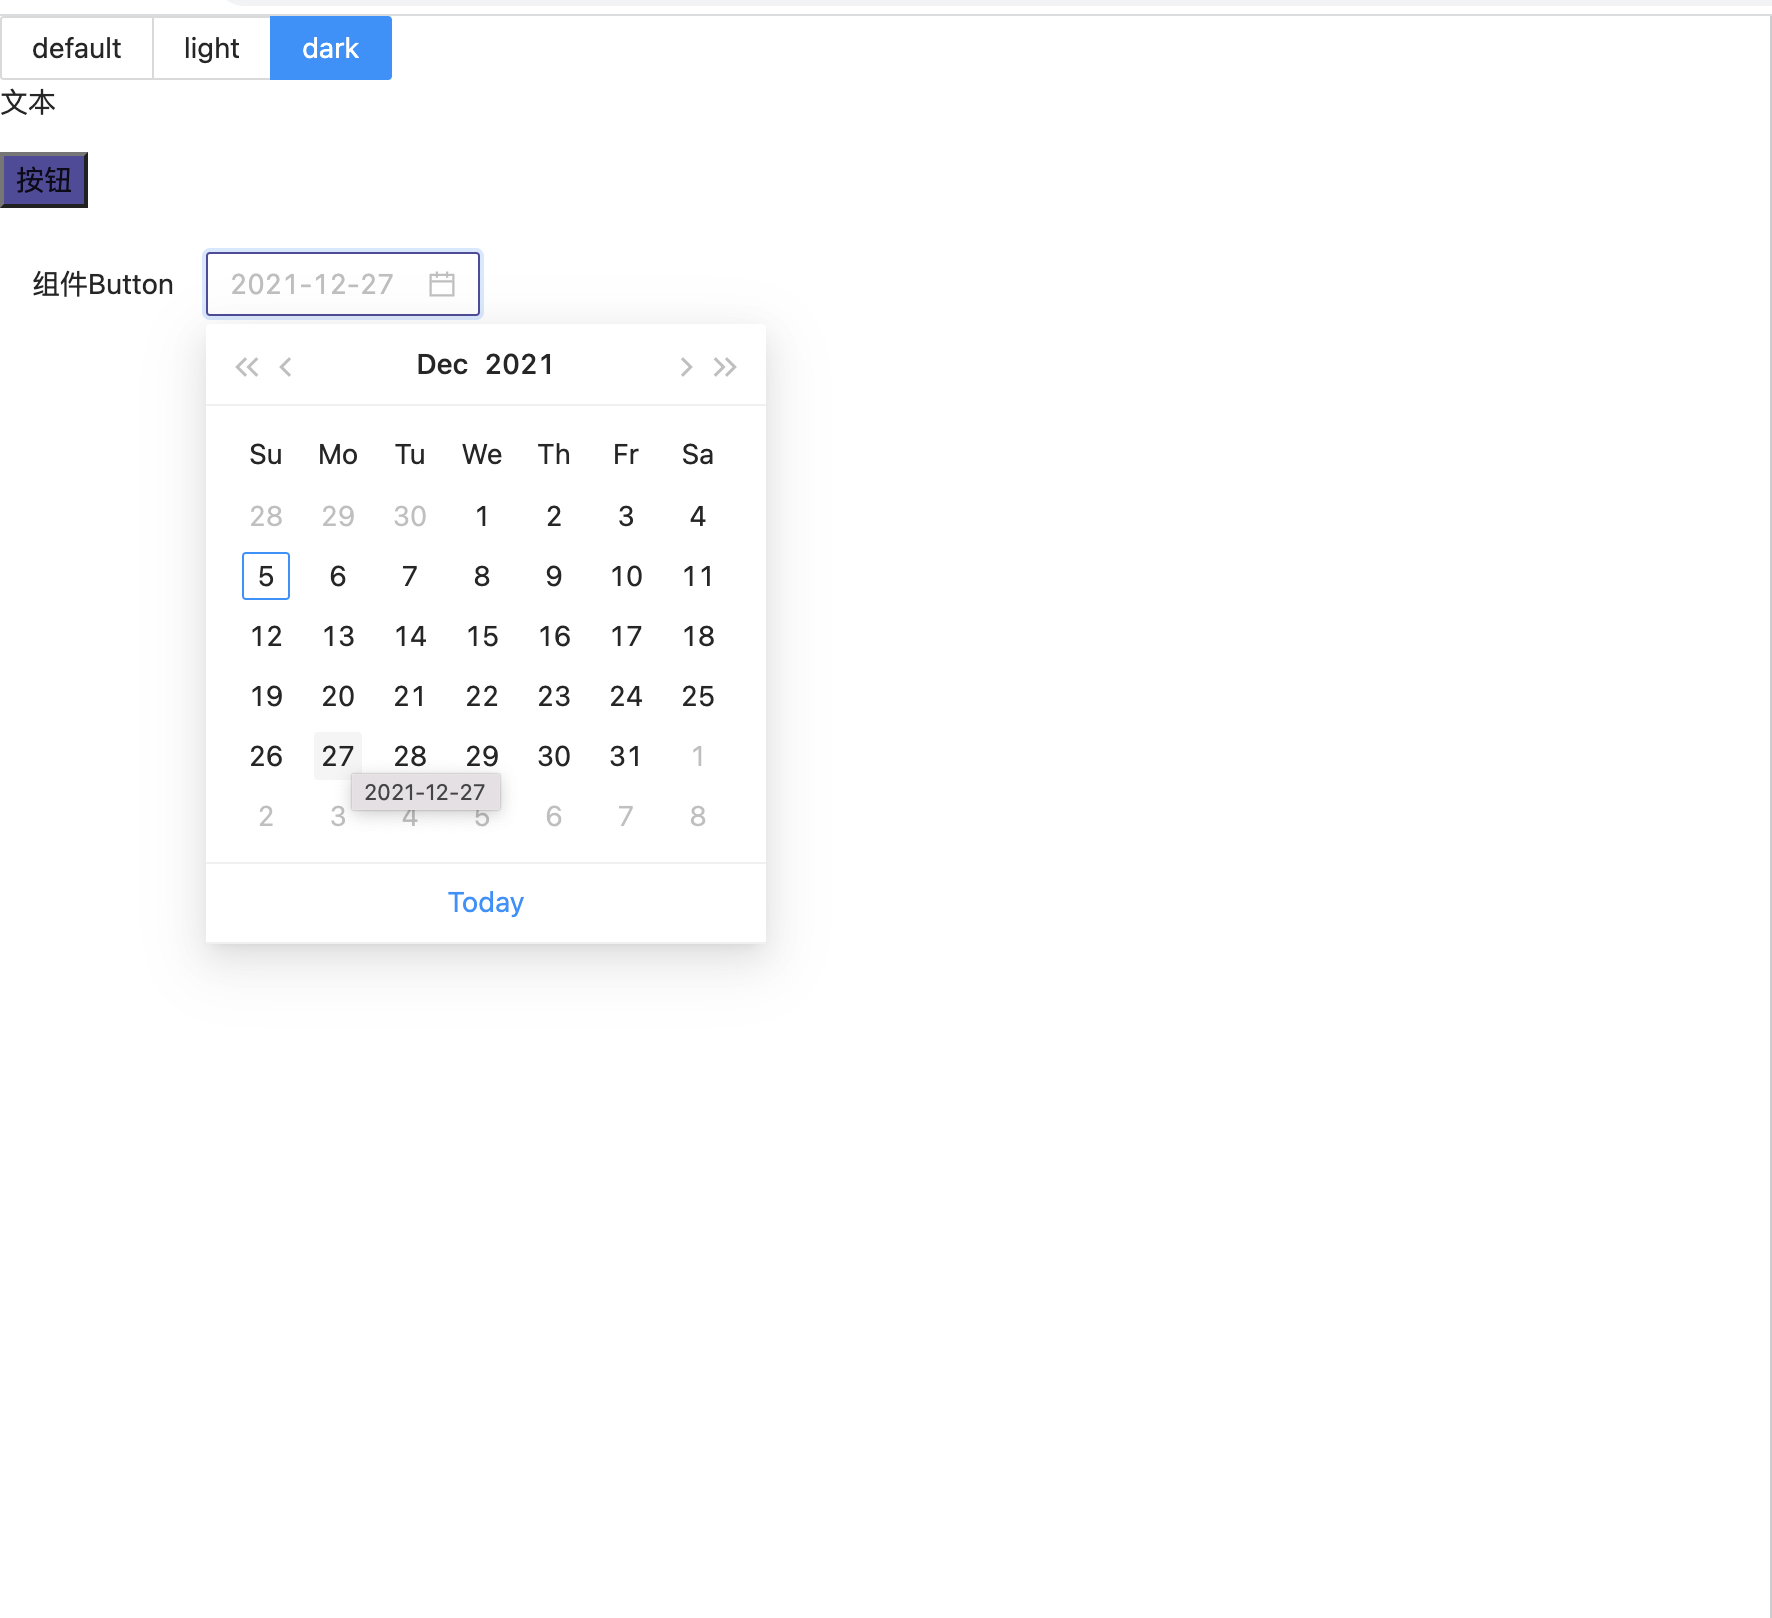 default light dark
文本
按钮
组件Button 2021-12-27
Dec 2021
Su Mo Tu We Th Fr Sa
28 29 30 1 2 3 4
5 6 7 8 9 10 11
12 13 14 15 16 17 18
19 20 21 22 23 24 25
26 27 28 29 30 31 1
2021-12-27
2 3 4 5 6 7 8
Today